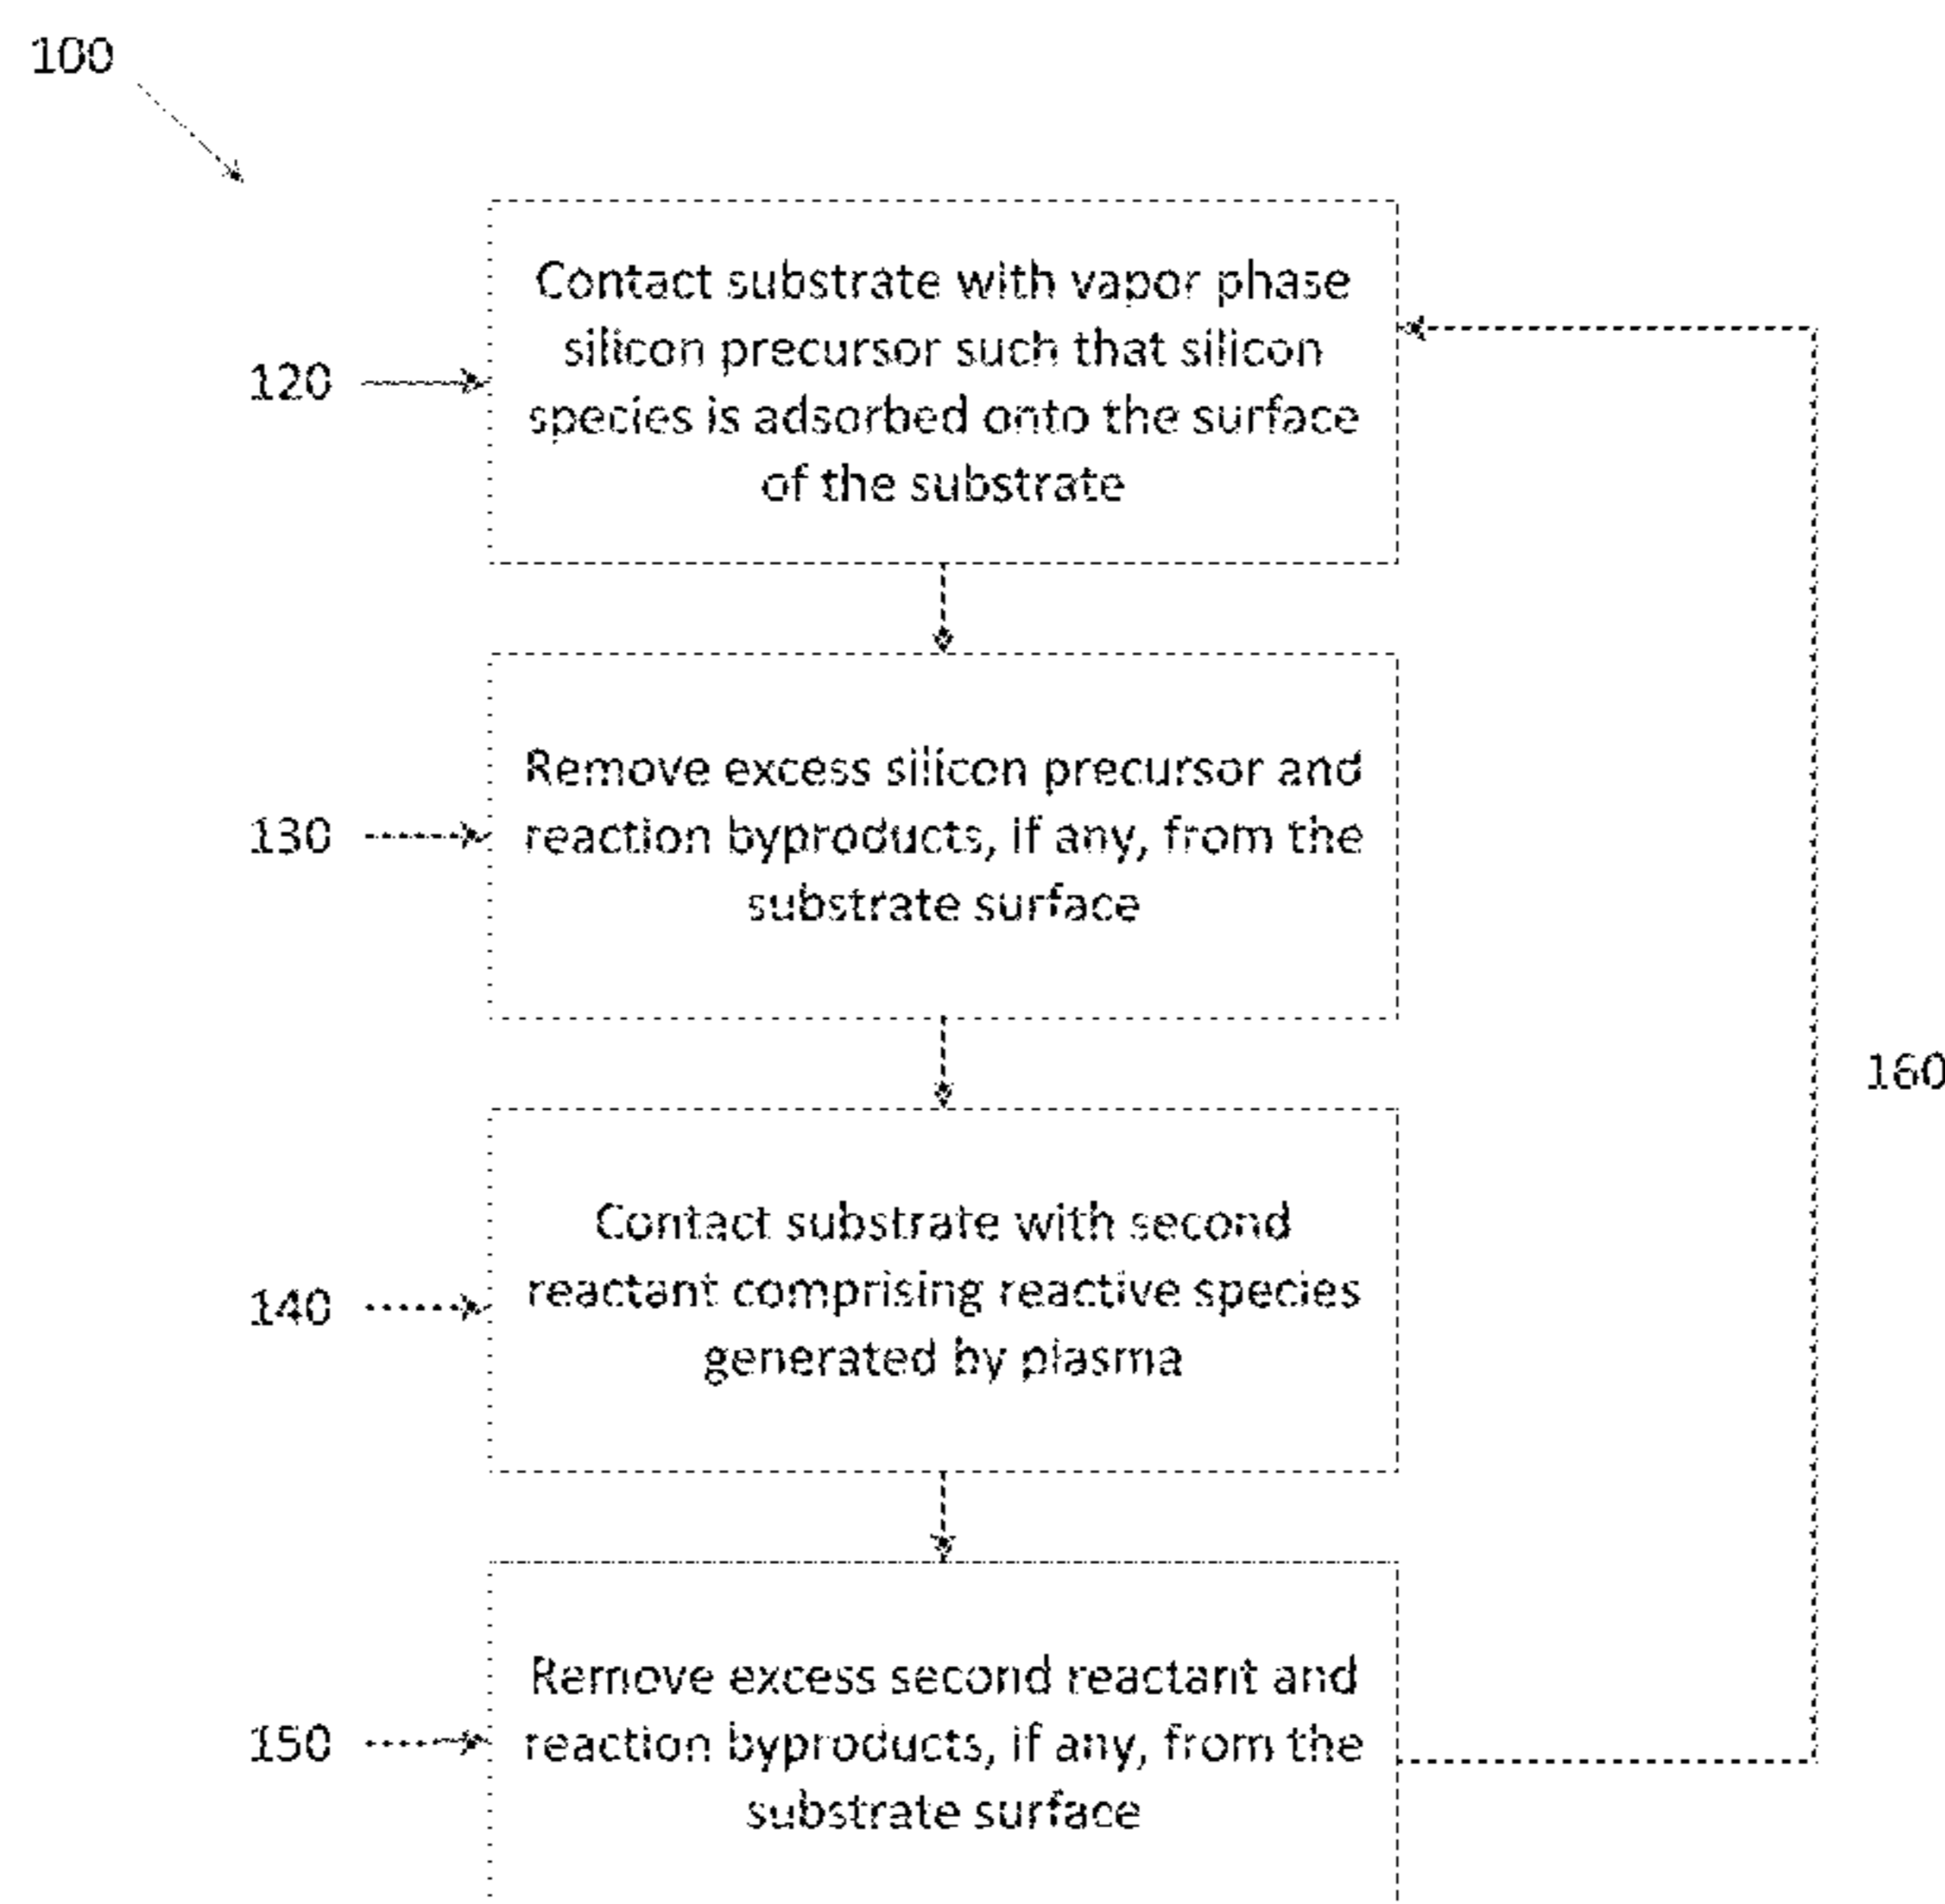 100
120
Contact substrate with vapor phase
silicon precursor such that silicon
species is adsorbed onto the surface
of the substrate
130
Remove excess silicon precursor and
reaction byproducts, if any, from the
substrate surface
140
Contact substrate with second
reactant comprising reactive species
generated by plasma
150
Remove excess second reactant and
reaction byproducts, if any, from the
substrate surface
160